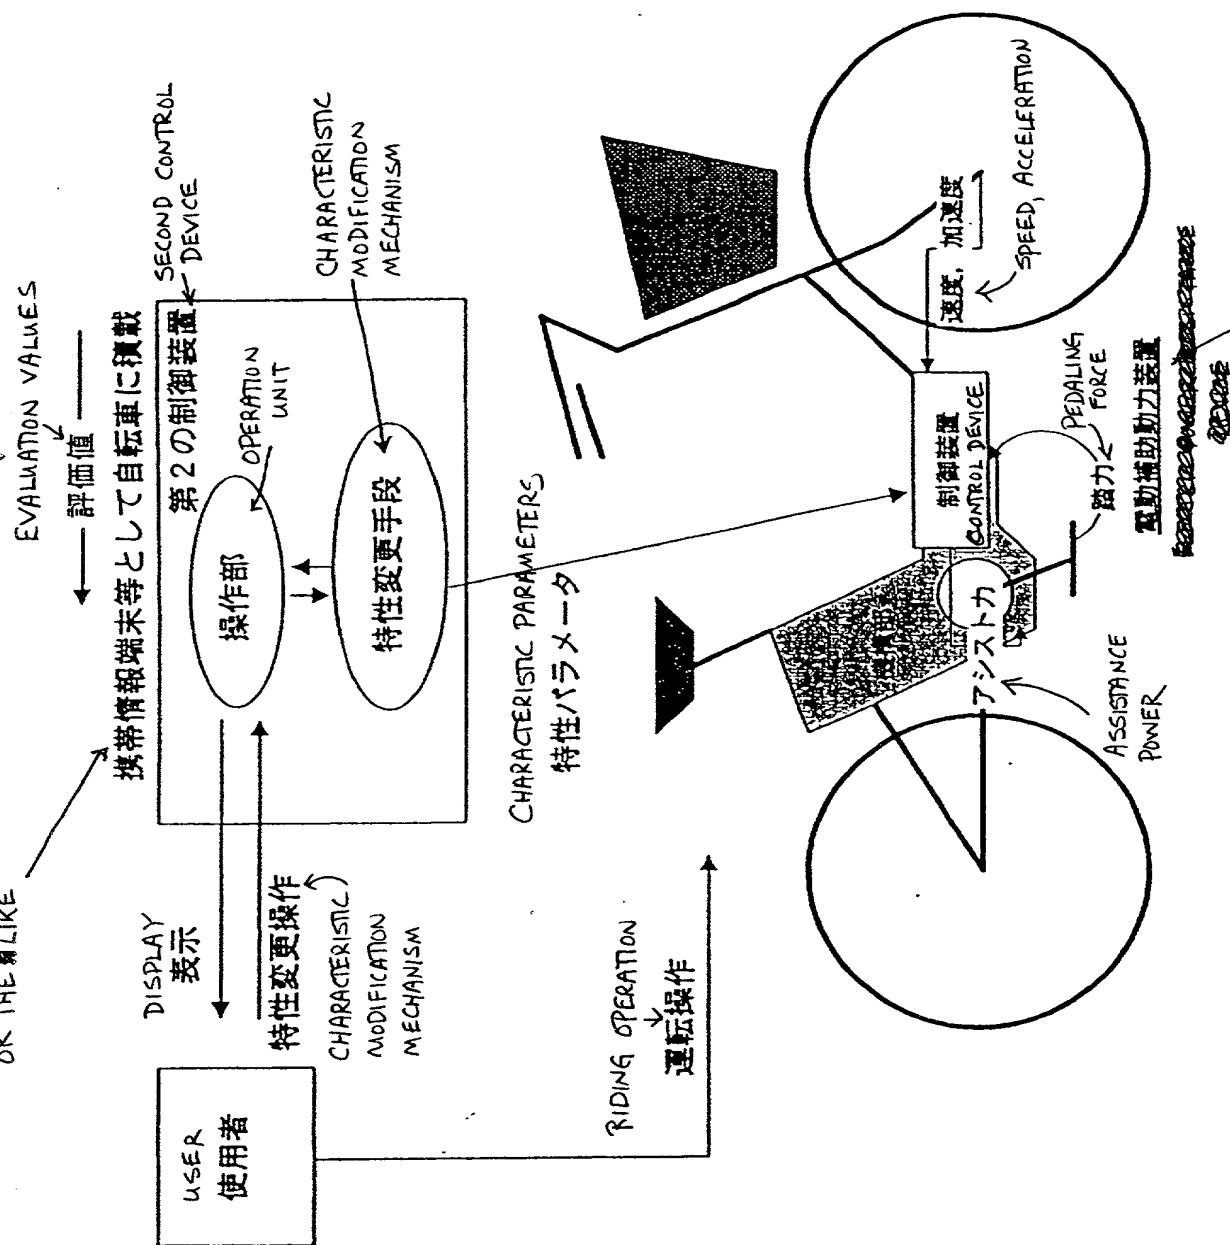 OR THE LIKE
EVALUATION VALUES
評価値
携帯情報端末等として自転車に積載
SECOND CONTROL
DEVICE
第2の制御装置
操作部
OPERATION
UNIT
特性変更手段
CHARACTERISTIC
MODIFICATION
MECHANISM
DISPLAY
表示
特性変更操作
CHARACTERISTIC
MODIFICATION
MECHANISM
USER
使用者
CHARACTERISTIC PARAMETERS
特性パラメータ
RIDING OPERATION
運転操作
制御装置
CONTROL DEVICE
速度, 加速度
SPEED, ACCELERATION
アシスト力
ASSISTANCE
POWER
踏力
PEDALING
FORCE
電動補助動力装置